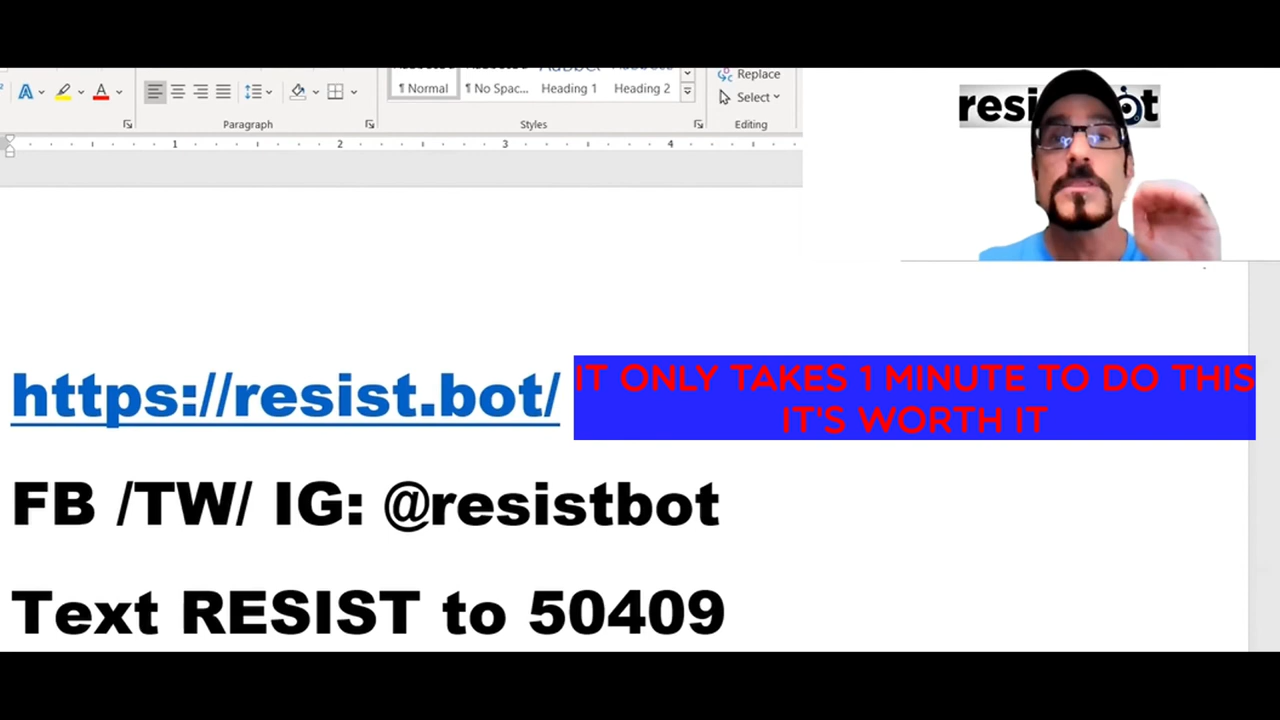 Replace
¶ Normal
¶ No Spac...
Heading 1
Heading 2
Select
Paragraph
Styles
Editing
1 2 3 4
https://resist.bot/
IT ONLY TAKES 1 MINUTE TO DO THIS
IT'S WORTH IT
FB /TW/ IG: @resistbot
Text RESIST to 50409